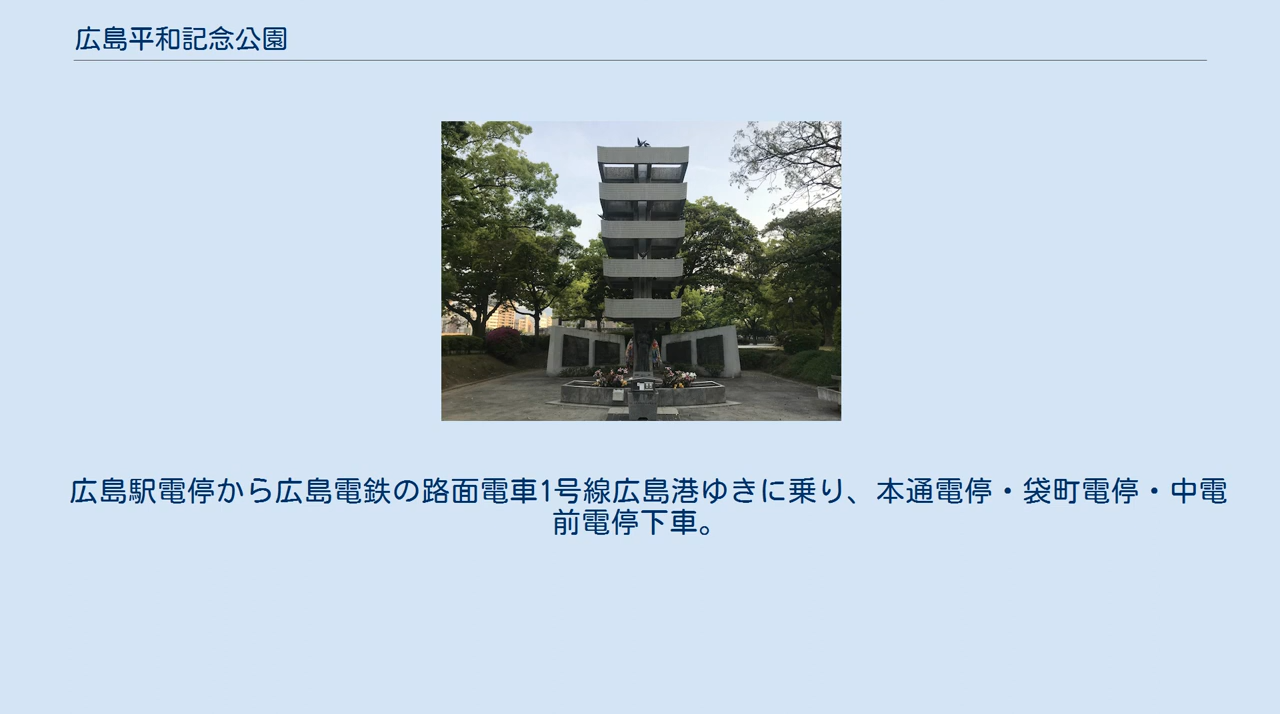 広島平和記念公園
広島駅電停から広島電鉄の路面電車1号線広島港ゆきに乗り、本通電停・袋町電停・中電
前電停下車。